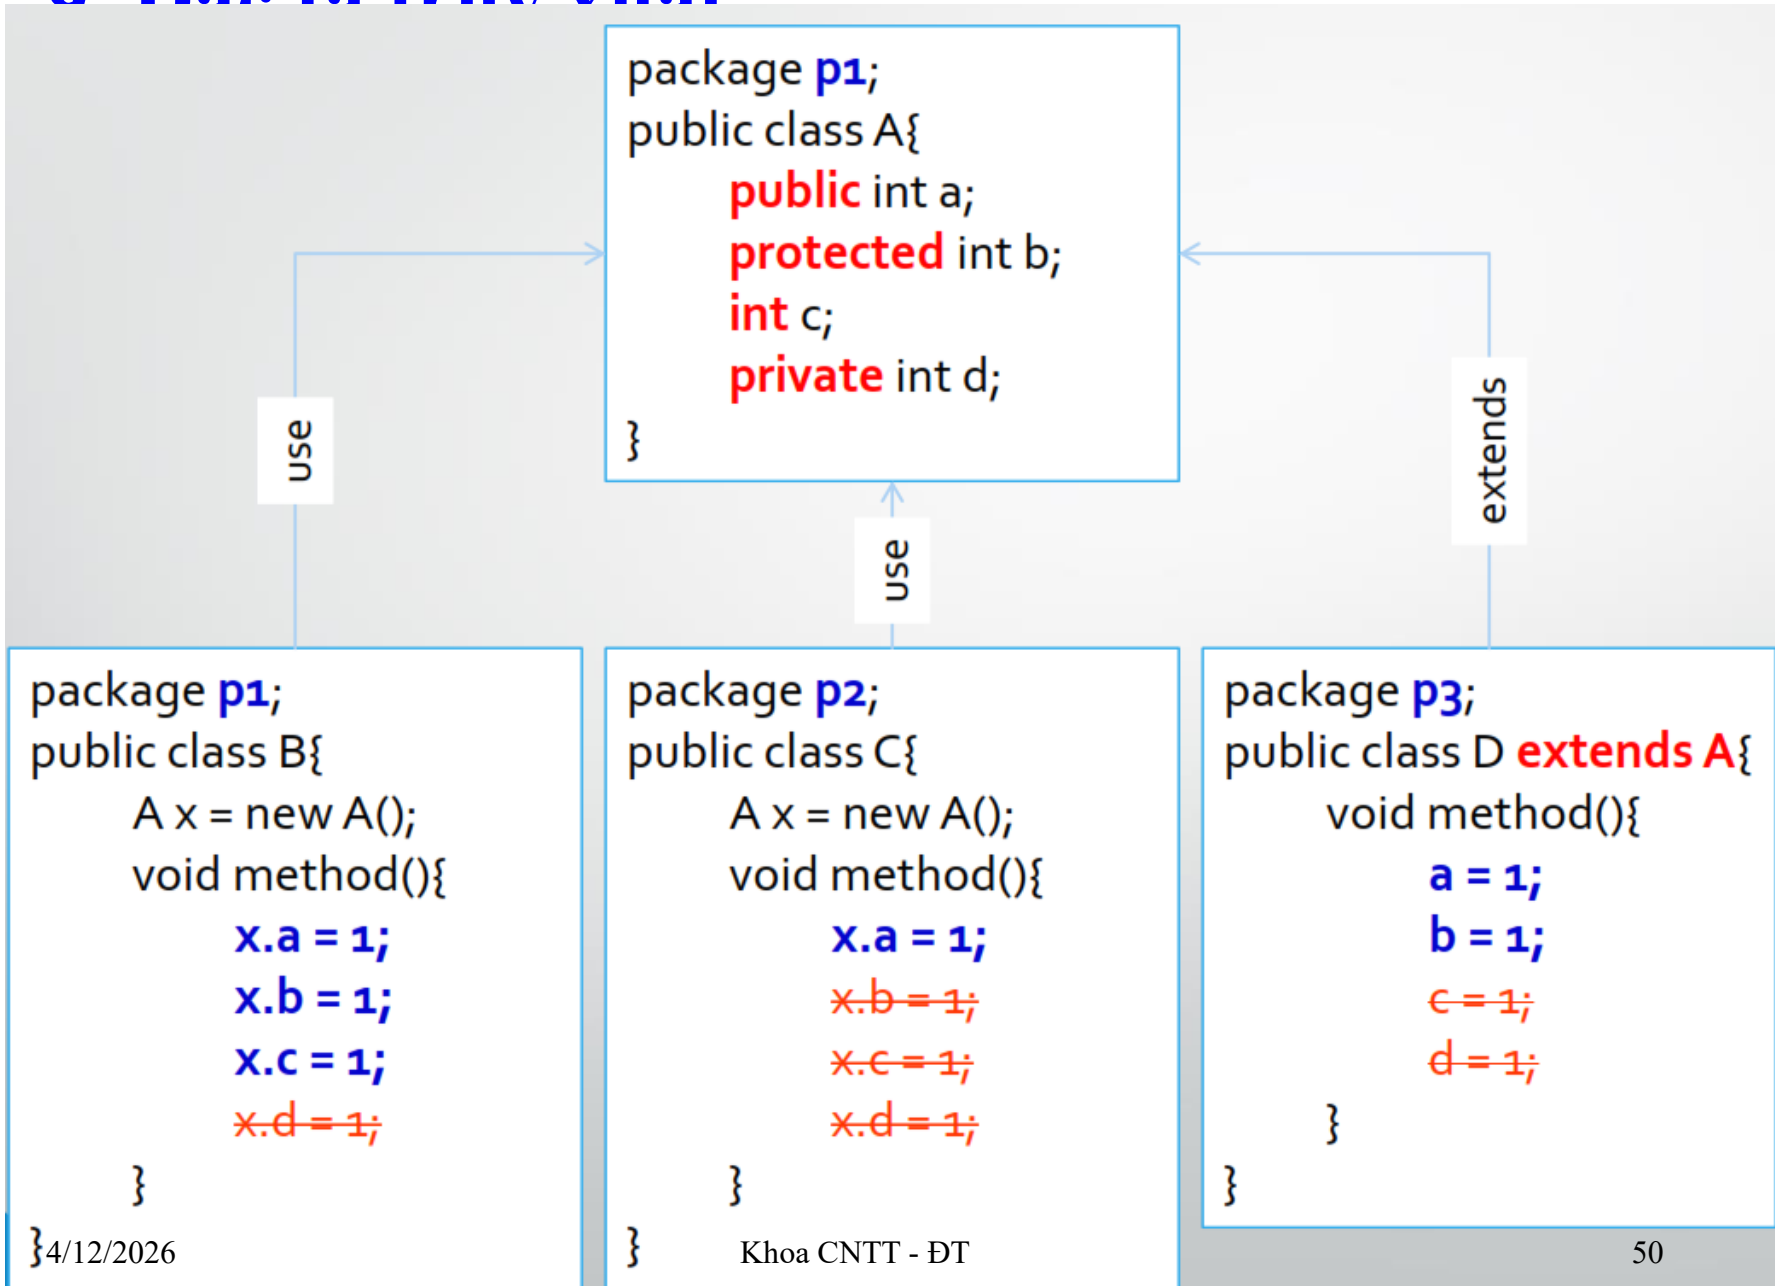 package p1;
public class A{
public int a;
protected int b;
int c;
private int d;
}
use
use
extends
package p1;
public class B{
A x = new A();
void method(){
x.a = 1;
x.b = 1;
x.c = 1;
x.d = 1;
}
}
package p2;
public class C{
A x = new A();
void method(){
x.a = 1;
x.b = 1;
x.c = 1;
x.d = 1;
}
}
package p3;
public class D extends A{
void method(){
a = 1;
b = 1;
c = 1;
d = 1;
}
}
4/12/2026
Khoa CNTT - ĐT
50